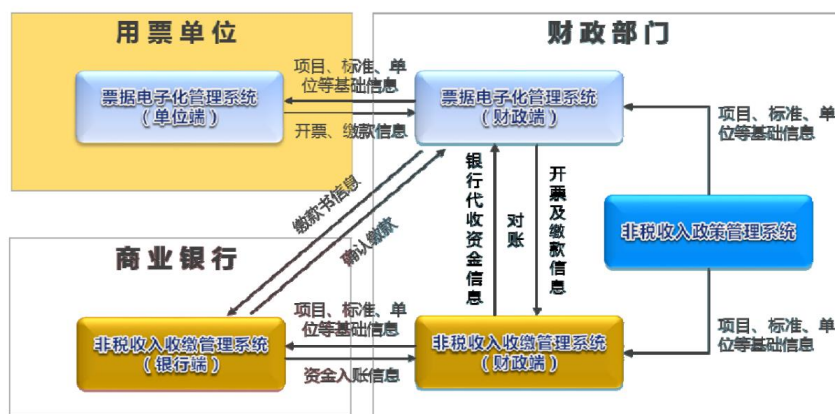 用票单位
财政部门
项目、标准、单
位等基础信息
票据电子化管理系统
（单位端）
票据电子化管理系统
（财政端）
开票、缴款信息
项目、标准、单
位等基础信息
缴款书信息
确认缴款
银行代收资金信息
对账
开票及缴款信息
非税收入政策管理系统
商业银行
项目、标准、单
位等基础信息
非税收入收缴管理系统
（银行端）
非税收入收缴管理系统
（财政端）
资金入账信息
项目、标准、单
位等基础信息